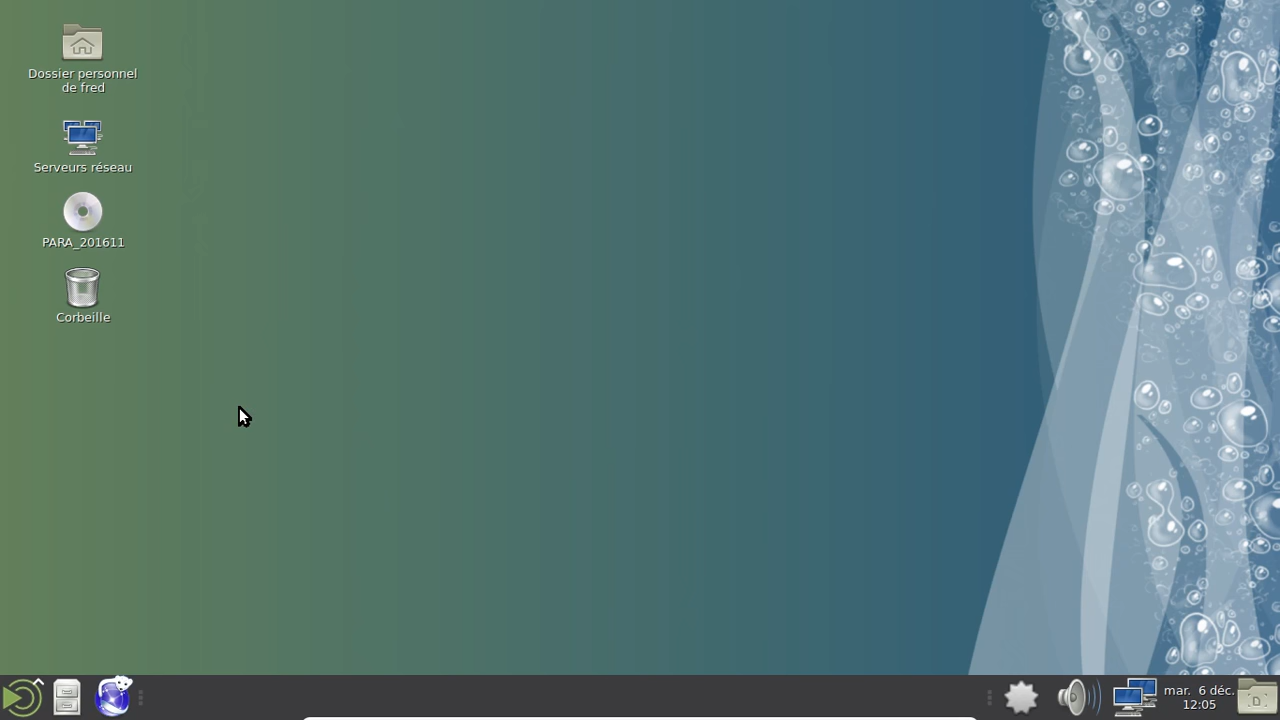 Dossier personnel
de fred
Serveurs réseau
PARA_201611
Corbeille
mar. 6 déc.
12:05
D